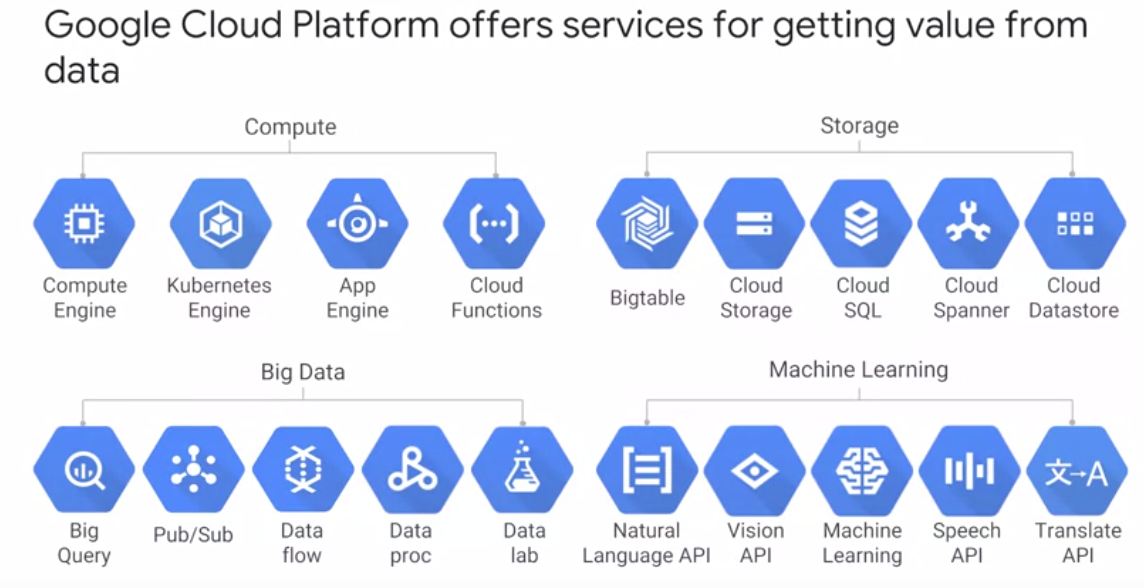 Google Cloud Platform offers services for getting value from
data
Compute
Compute
Engine
Kubernetes
Engine
App
Engine
Cloud
Functions
Storage
Bigtable
Cloud
Storage
Cloud
SQL
Cloud
Spanner
Cloud
Datastore
Big Data
Big
Query
Pub/Sub
Data
flow
Data
proc
Data
lab
Machine Learning
Natural
Language API
Vision
API
Machine
Learning
Speech
API
文→A
Translate
API